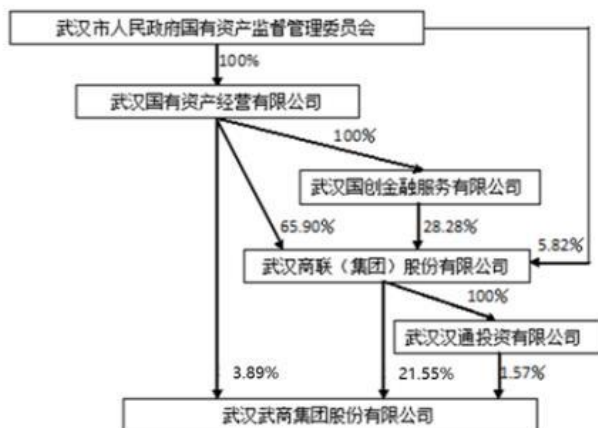 武汉市人民政府国有资产监督管理委员会
100%
武汉国有资产经营有限公司
100%
武汉国创金融服务有限公司
65.90%
28.28%
5.82%
武汉商联（集团）股份有限公司
100%
武汉汉通投资有限公司
3.89%
21.55%
1.57%
武汉武商集团股份有限公司